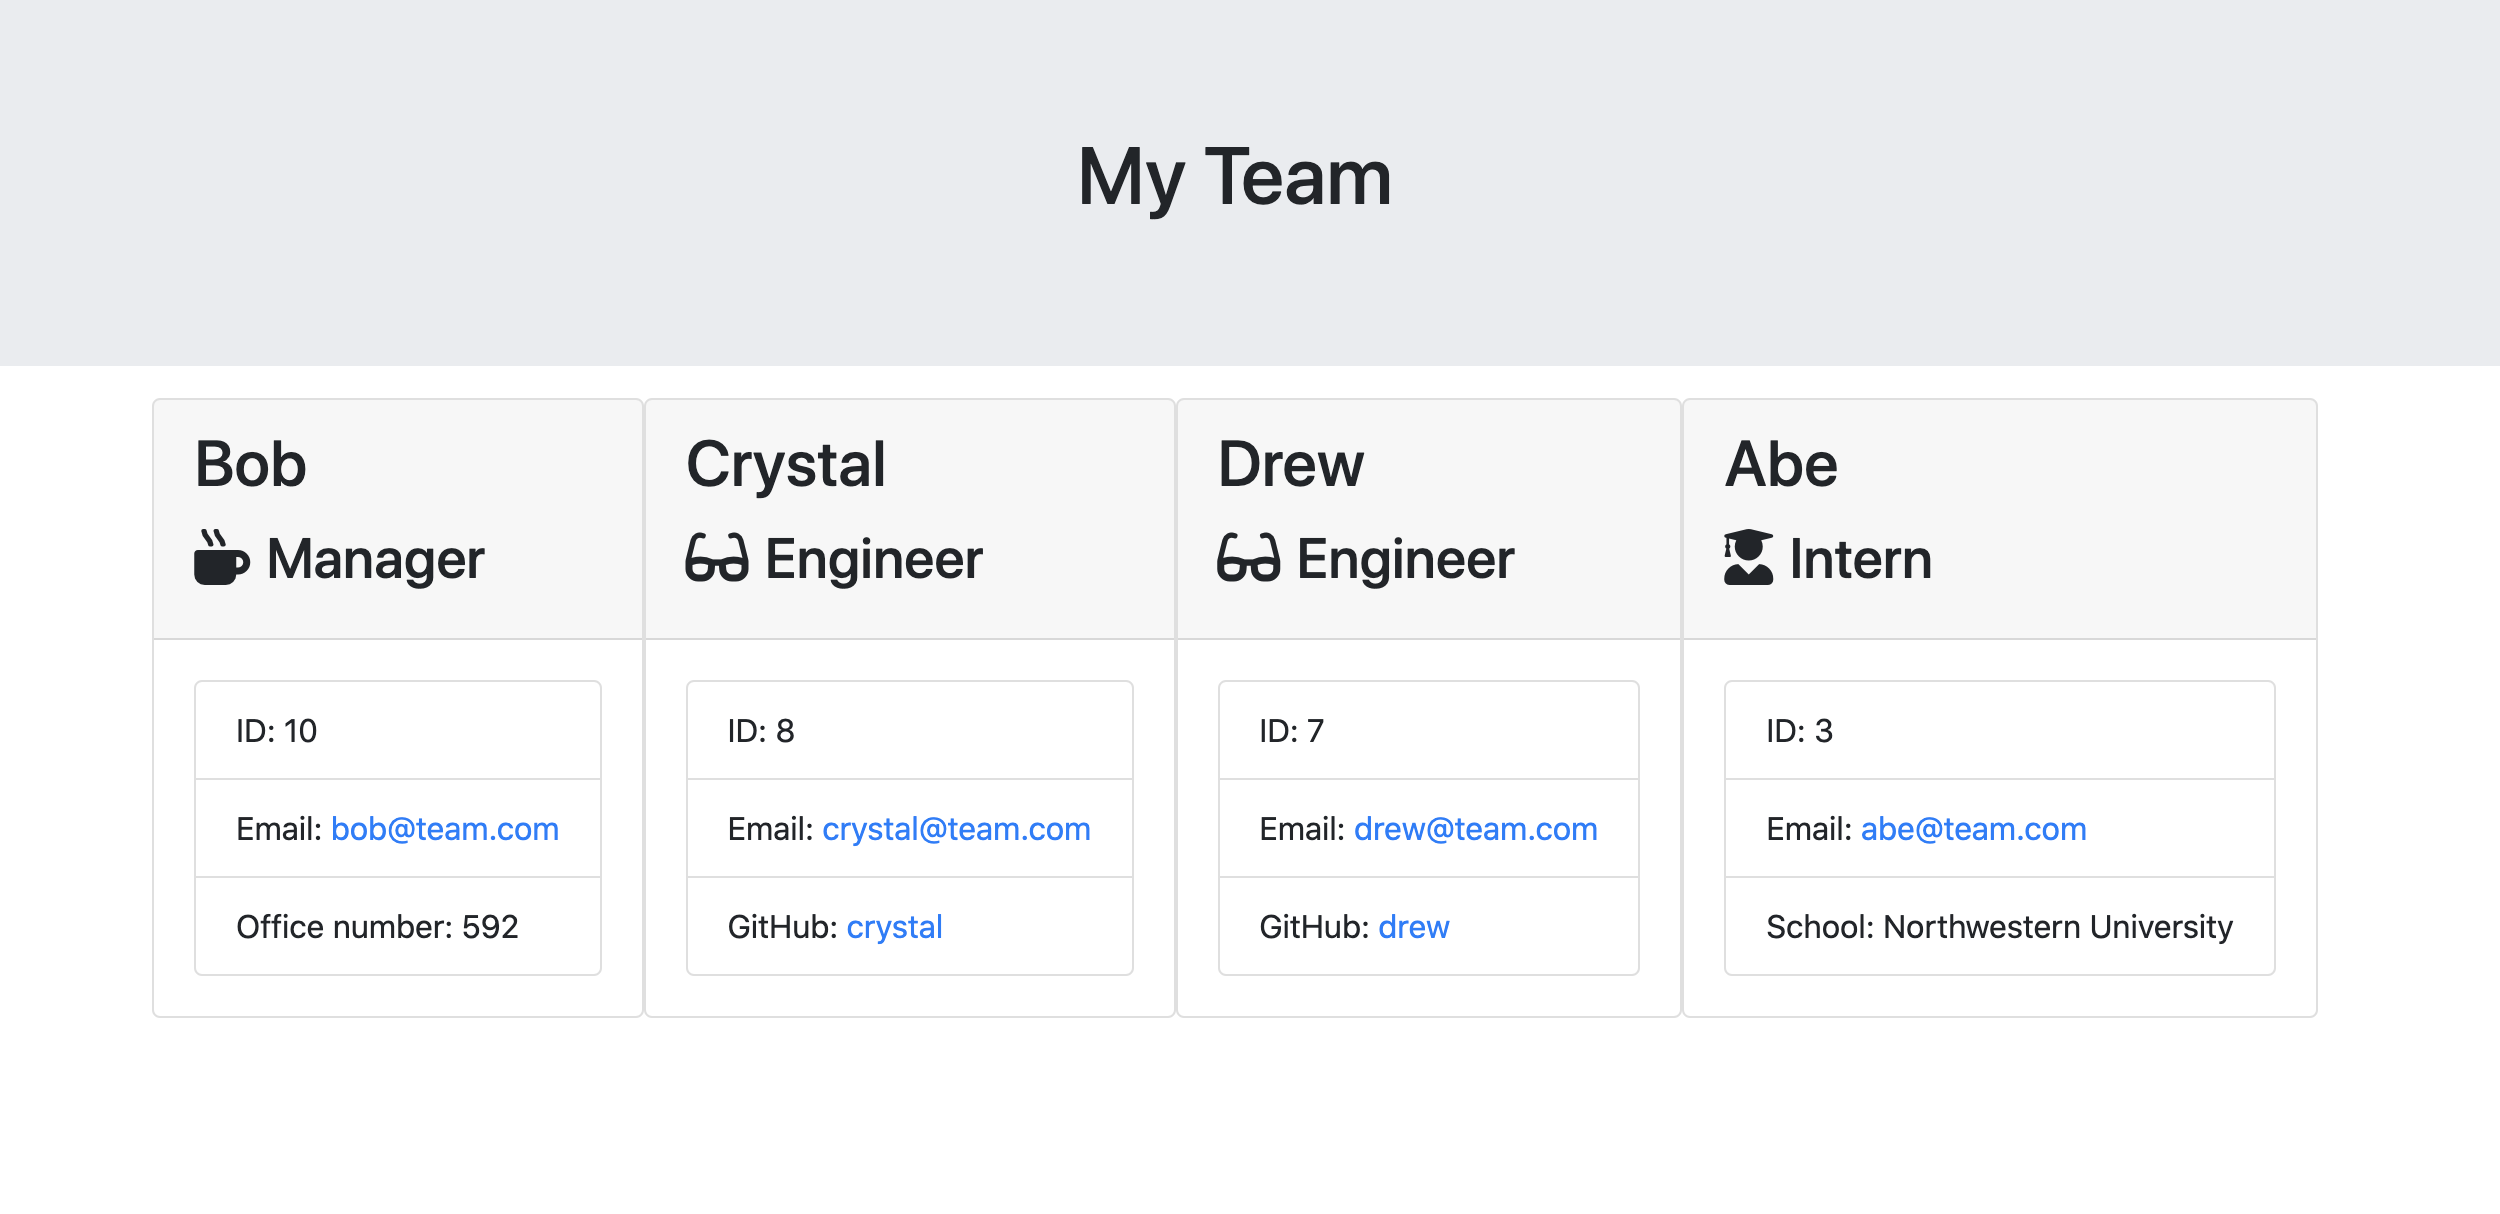 My Team
Bob
Manager
ID: 10
Email: bob@team.com
Office number: 592
Crystal
Engineer
ID: 8
Email: crystal@team.com
GitHub: crystal
Drew
Engineer
ID: 7
Email: drew@team.com
GitHub: drew
Abe
Intern
ID: 3
Email: abe@team.com
School: Northwestern University